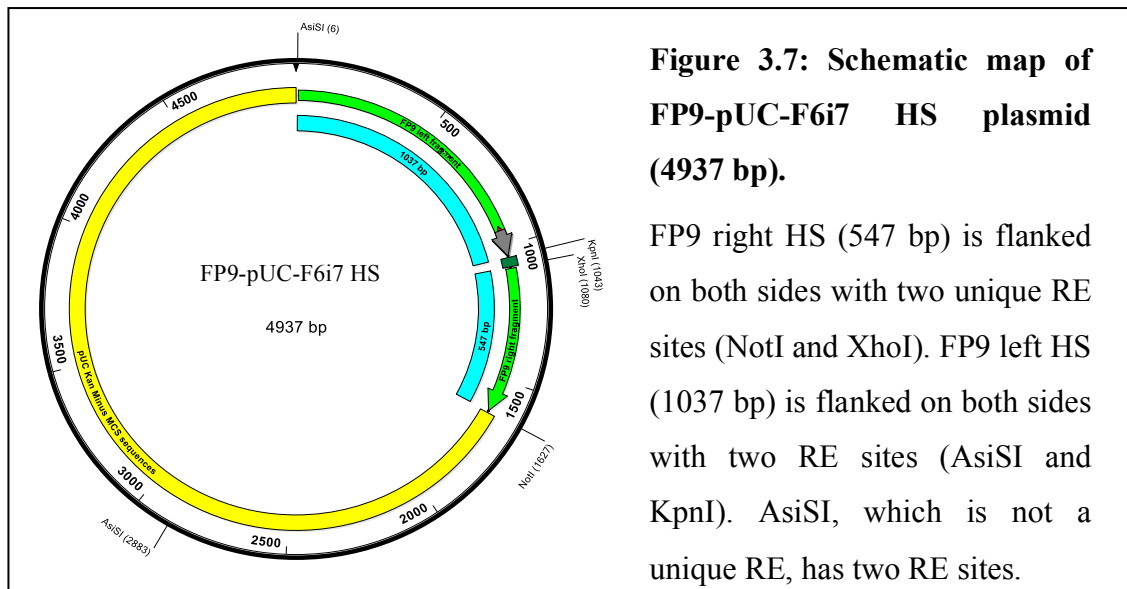 AsiSI (6)
4500
500
FP9 left fragment
1037 bp
4000
1000
KpnI (1043)
XhoI (1080)
FP9-pUC-F6i7 HS
4937 bp
547 bp
FP9 right fragment
3500
pUC Kan Minus MCS sequences
1500
NotI (1627)
3000
2000
AsiSI (2883)
2500
Figure 3.7: Schematic map of
FP9-pUC-F6i7 HS plasmid
(4937 bp).
FP9 right HS (547 bp) is flanked
on both sides with two unique RE
sites (NotI and XhoI). FP9 left HS
(1037 bp) is flanked on both sides
with two RE sites (AsiSI and
KpnI). AsiSI, which is not a
unique RE, has two RE sites.